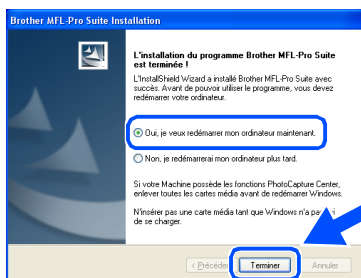 Brother MFL-Pro Suite Installation
L'installation du programme Brother MFL-Pro Suite
est terminée !
L'InstallShield Wizard a installé Brother MFL-Pro Suite avec
succès. Avant de pouvoir utiliser le programme, vous devez
redémarrer votre ordinateur.
Oui, je veux redémarrer mon ordinateur maintenant.
Non, je redémarrerai mon ordinateur plus tard.
Si votre Machine possède les fonctions PhotoCapture Center,
enlever toutes les cartes média avant de redémarrer Windows.
N'insérer pas une carte média tant que Windows n'a
de se charger.
< Précéde
Terminer
Annuler